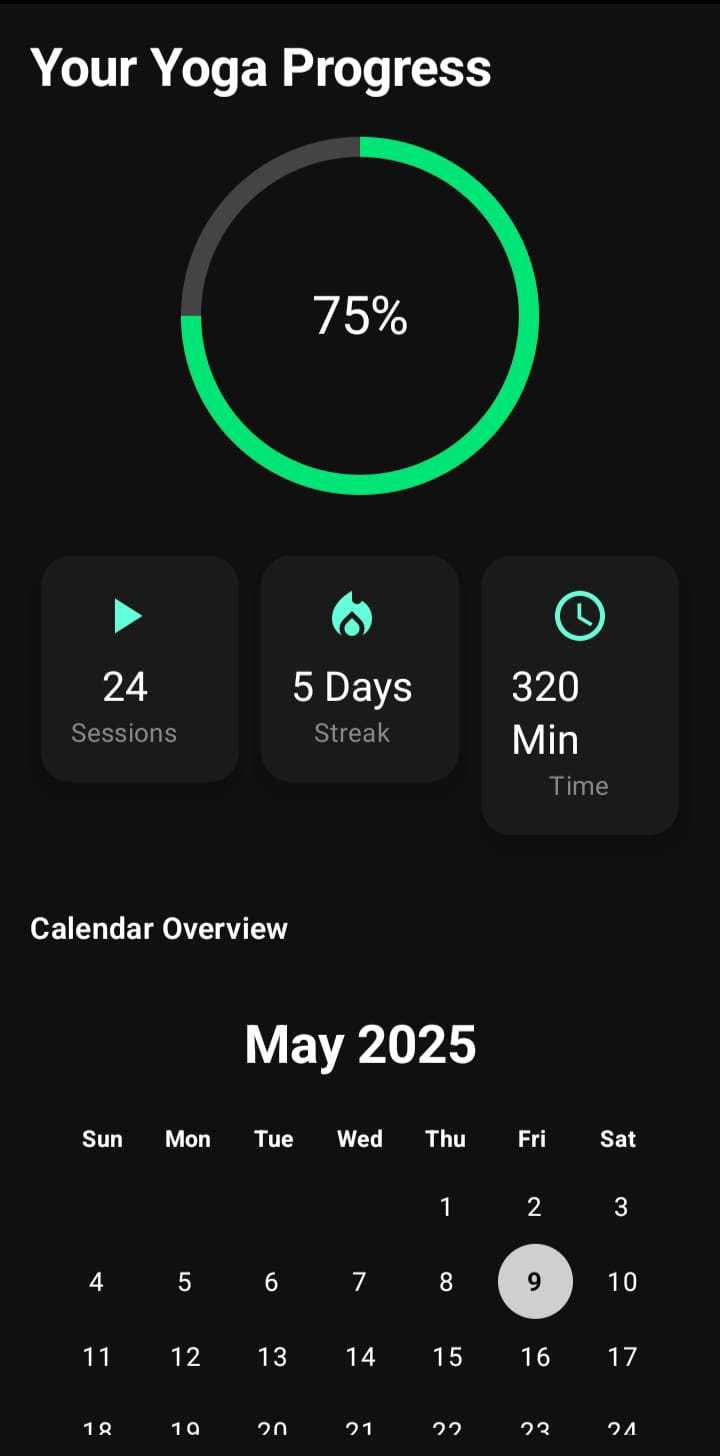 Your Yoga Progress
75%
24
Sessions
5 Days
Streak
320
Min
Time
Calendar Overview
May 2025
Sun Mon Tue Wed Thu Fri Sat
1 2 3
4 5 6 7 8 9 10
11 12 13 14 15 16 17
18 19 20 21 22 23 24